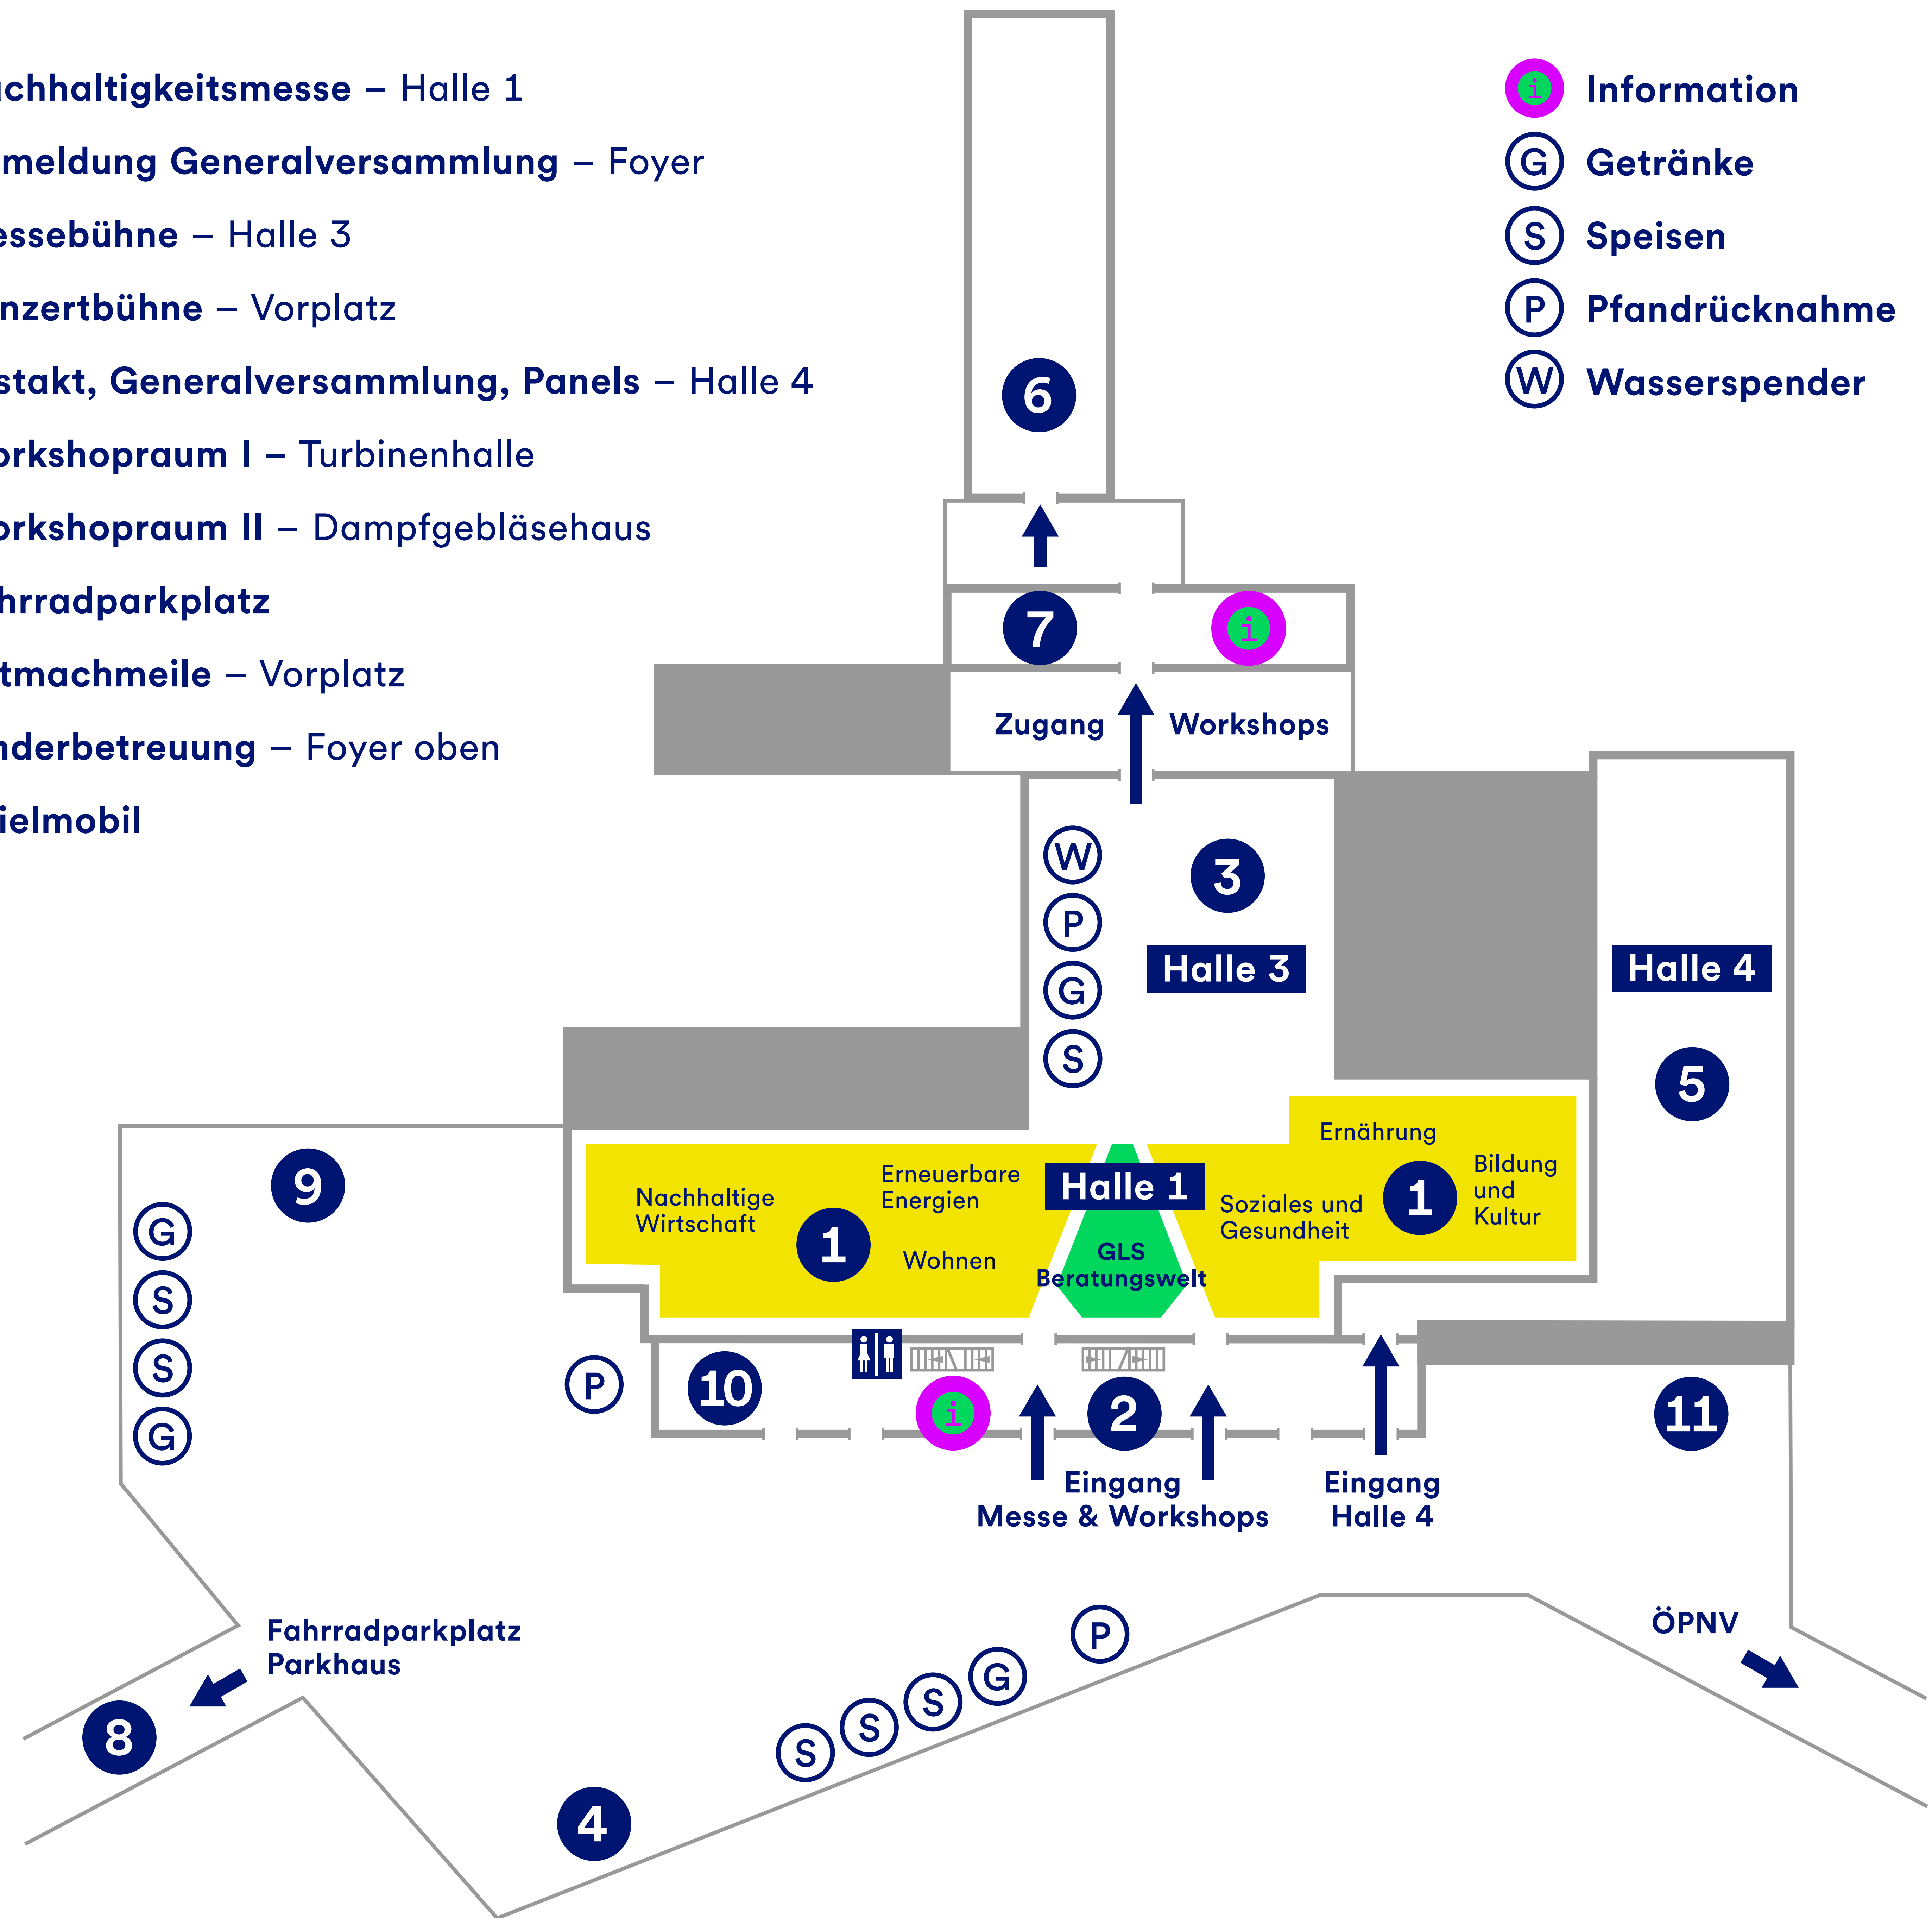 achhaltigkeitsmesse – Halle 1
meldung Generalversammlung – Foyer
essebühne – Halle 3
nzertbühne – Vorplatz
stakt, Generalversammlung, Panels – Halle 4
orkshopraum I – Turbinenhalle
orkshopraum II – Dampfgebläsehaus
hrradparkplatz
tmachmeile – Vorplatz
nderbetreuung – Foyer oben
ielmobil
i Information
G Getränke
S Speisen
P Pfandrücknahme
W Wasserspender
6
7
i
Zugang Workshops
W
P
G
S
3
Halle 3
Halle 4
5
9
G
S
S
G
Nachhaltige
Wirtschaft
1
Erneuerbare
Energien
Wohnen
Halle 1
GLS
Beratungswelt
Ernährung
Soziales und
Gesundheit
1
Bildung
und
Kultur
P
10
i
2
11
Eingang
Messe & Workshops
Eingang
Halle 4
Fahrradparkplatz
Parkhaus
8
4
S
S
S
G
P
ÖPNV